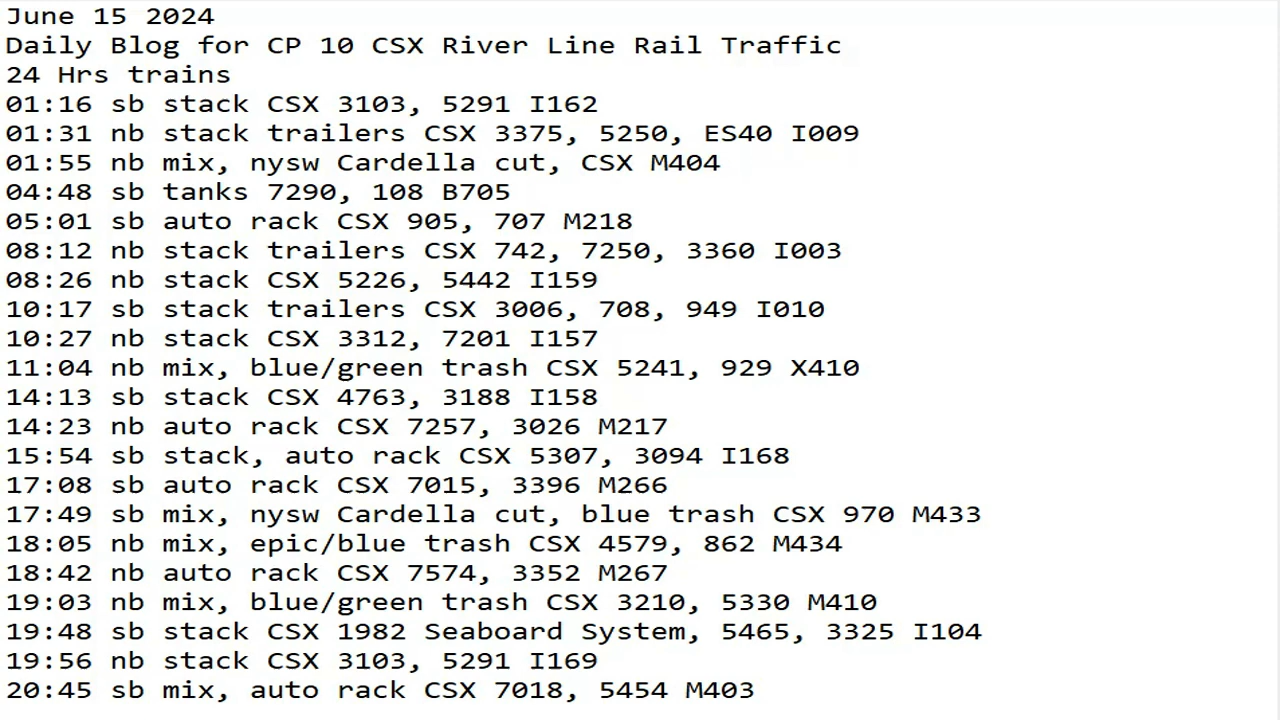 June 15 2024
Daily Blog for CP 10 CSX River Line Rail Traffic
24 Hrs trains
01:16 sb stack CSX 3103, 5291 I162
01:31 nb stack trailers CSX 3375, 5250, ES40 I009
01:55 nb mix, nysw Cardella cut, CSX M404
04:48 sb tanks 7290, 108 B705
05:01 sb auto rack CSX 905, 707 M218
08:12 nb stack trailers CSX 742, 7250, 3360 I003
08:26 nb stack CSX 5226, 5442 I159
10:17 sb stack trailers CSX 3006, 708, 949 I010
10:27 nb stack CSX 3312, 7201 I157
11:04 nb mix, blue/green trash CSX 5241, 929 X410
14:13 sb stack CSX 4763, 3188 I158
14:23 nb auto rack CSX 7257, 3026 M217
15:54 sb stack, auto rack CSX 5307, 3094 I168
17:08 sb auto rack CSX 7015, 3396 M266
17:49 sb mix, nysw Cardella cut, blue trash CSX 970 M433
18:05 nb mix, epic/blue trash CSX 4579, 862 M434
18:42 nb auto rack CSX 7574, 3352 M267
19:03 nb mix, blue/green trash CSX 3210, 5330 M410
19:48 sb stack CSX 1982 Seaboard System, 5465, 3325 I104
19:56 nb stack CSX 3103, 5291 I169
20:45 sb mix, auto rack CSX 7018, 5454 M403